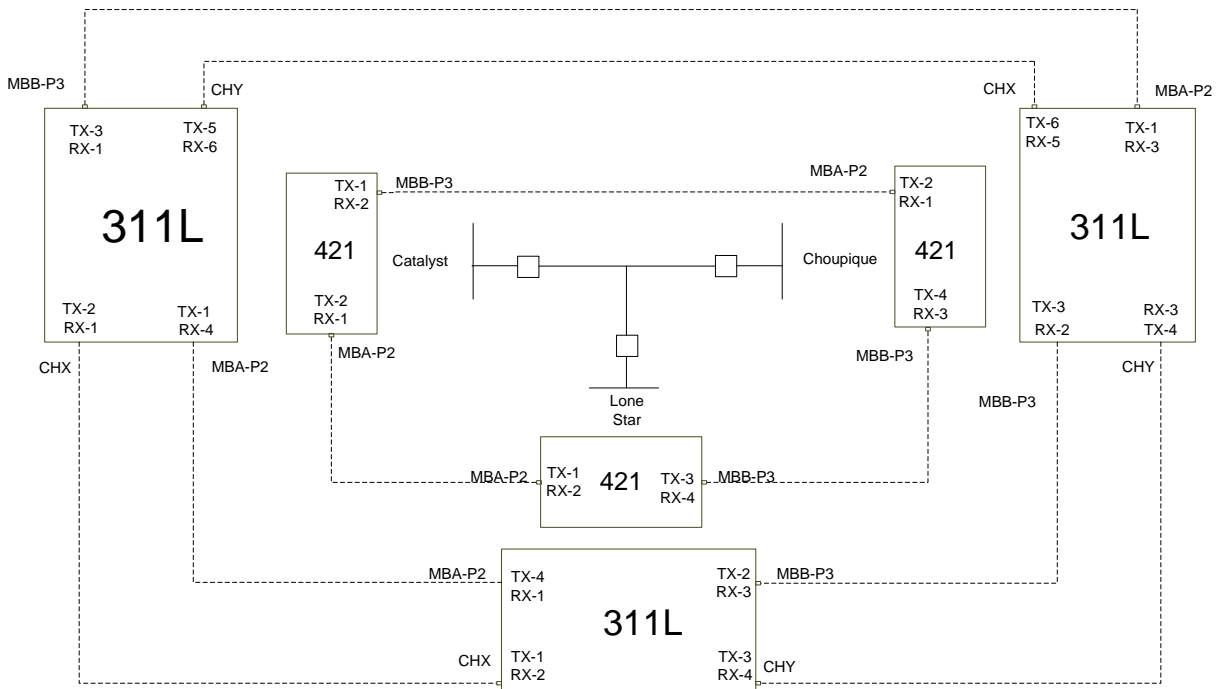 MBB-P3
CHY
CHX
MBA-P2
TX-3
RX-1
TX-5
RX-6
311L
TX-2
RX-1
TX-1
RX-4
CHX
MBA-P2
TX-1
RX-2
MBB-P3
421
TX-2
RX-1
MBA-P2
Catalyst
Choupique
Lone
Star
MBA-P2
TX-2
RX-1
421
TX-4
RX-3
MBB-P3
TX-6
RX-5
TX-1
RX-3
311L
TX-3
RX-2
RX-3
TX-4
CHY
MBB-P3
MBA-P2
TX-1
RX-2
421
TX-3
RX-4
MBB-P3
MBA-P2
TX-4
RX-1
TX-2
RX-3
MBB-P3
311L
CHX
TX-1
RX-2
TX-3
RX-4
CHY